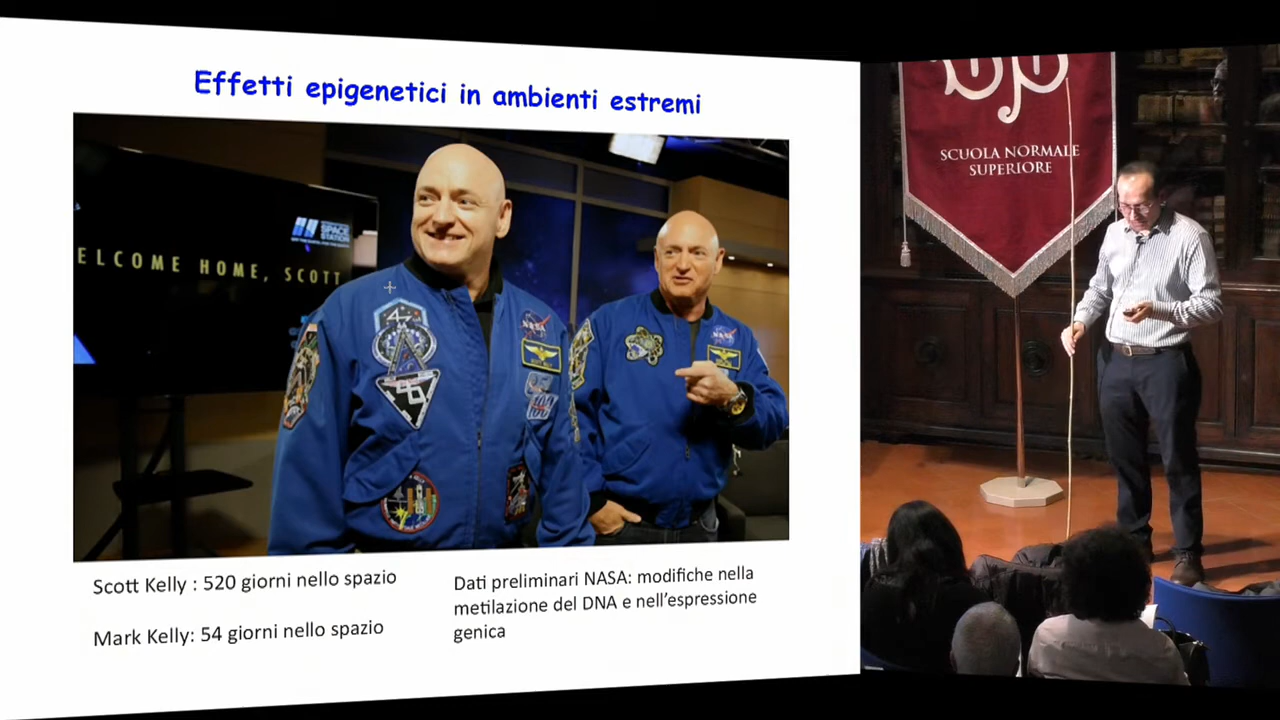 Effetti epigenetici in ambienti estremi
SPACE
STATION
ELCOME HOME, SCOTT
NASA
NASA
100
Scott Kelly : 520 giorni nello spazio
Mark Kelly: 54 giorni nello spazio
Dati preliminari NASA: modifiche nella
metilazione del DNA e nell'espressione
genica
SCUOLA NORMALE
SUPERIORE